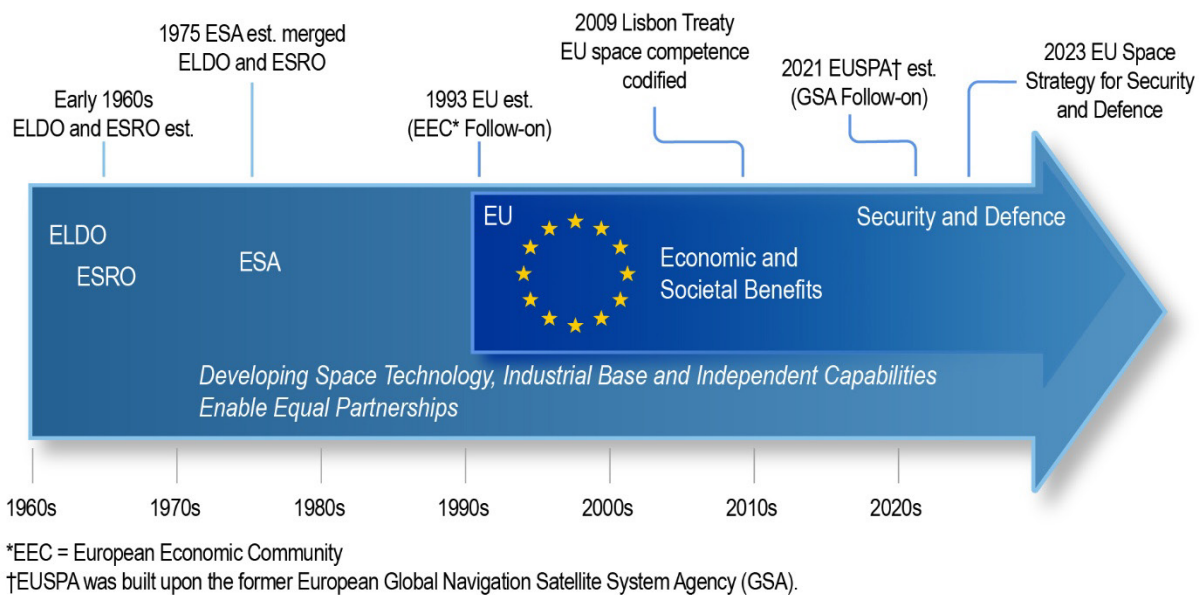 1975 ESA est. merged
ELDO and ESRO
Early 1960s
ELDO and ESRO est.
1993 EU est.
(EEC* Follow-on)
2009 Lisbon Treaty
EU space competence
codified
2021 EUSPA† est.
(GSA Follow-on)
2023 EU Space
Strategy for Security
and Defence
ELDO
ESRO
ESA
EU
Economic and
Societal Benefits
Security and Defence
Developing Space Technology, Industrial Base and Independent Capabilities
Enable Equal Partnerships
1960s
1970s
1980s
1990s
2000s
2010s
2020s
*EEC = European Economic Community
†EUSPA was built upon the former European Global Navigation Satellite System Agency (GSA).